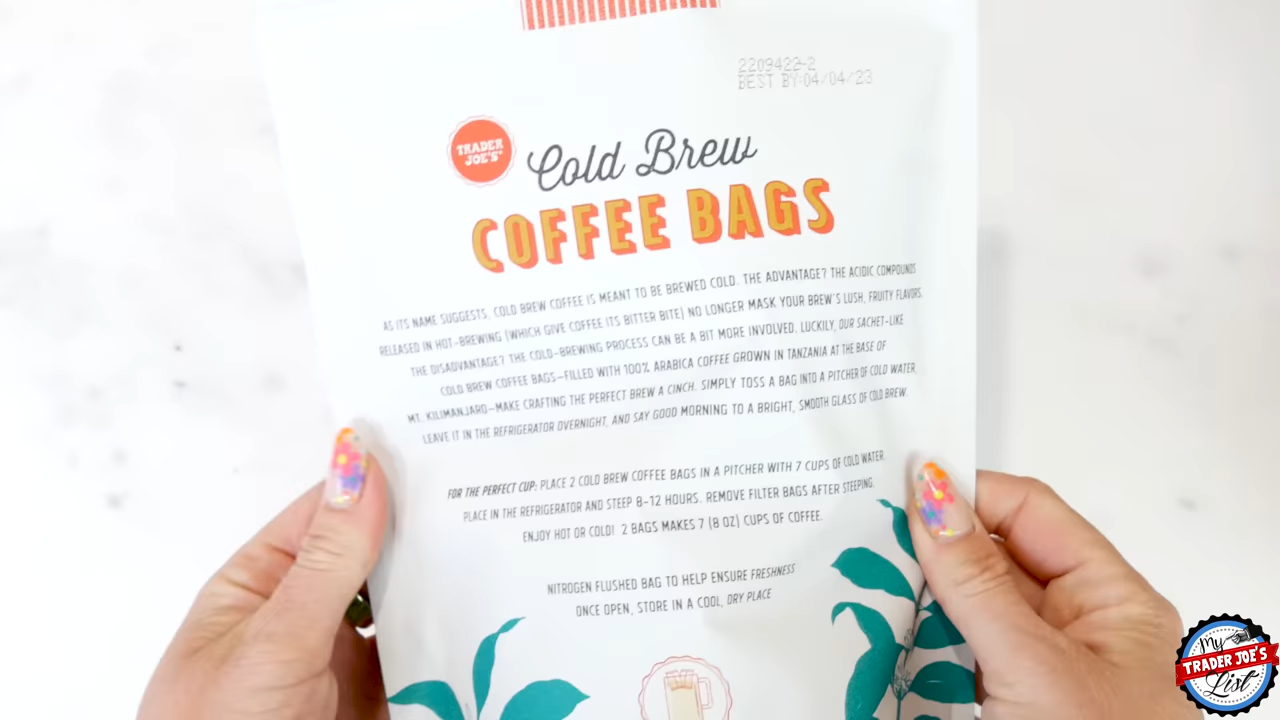 2209422-2
BEST BY:04/04/23
TRADER
JOE'S
Cold Brew
COFFEE BAGS
AS ITS NAME SUGGESTS, COLD BREW COFFEE IS MEANT TO BE BREWED COLD. THE ADVANTAGE? THE ACIDIC COMPOUNDS
RELEASED IN HOT-BREWING (WHICH GIVE COFFEE ITS BITTER BITE) NO LONGER MASK YOUR BREW'S LUSH, FRUITY FLAVORS.
THE DISADVANTAGE? THE COLD-BREWING PROCESS CAN BE A BIT MORE INVOLVED. LUCKILY, OUR SACHET-LIKE
COLD BREW COFFEE BAGS—FILLED WITH 100% ARABICA COFFEE GROWN IN TANZANIA AT THE BASE OF
MT. KILIMANJARO—MAKE CRAFTING THE PERFECT BREW A CINCH. SIMPLY TOSS A BAG INTO A PITCHER OF COLD WATER,
LEAVE IT IN THE REFRIGERATOR OVERNIGHT, AND SAY GOOD MORNING TO A BRIGHT, SMOOTH GLASS OF COLD BREW.
FOR THE PERFECT CUP: PLACE 2 COLD BREW COFFEE BAGS IN A PITCHER WITH 7 CUPS OF COLD WATER.
PLACE IN THE REFRIGERATOR AND STEEP 8-12 HOURS. REMOVE FILTER BAGS AFTER STEEPING.
ENJOY HOT OR COLD! 2 BAGS MAKES 7 (8 OZ) CUPS OF COFFEE.
NITROGEN FLUSHED BAG TO HELP ENSURE FRESHNESS
ONCE OPEN, STORE IN A COOL, DRY PLACE
My
TRADER JOE'S
List